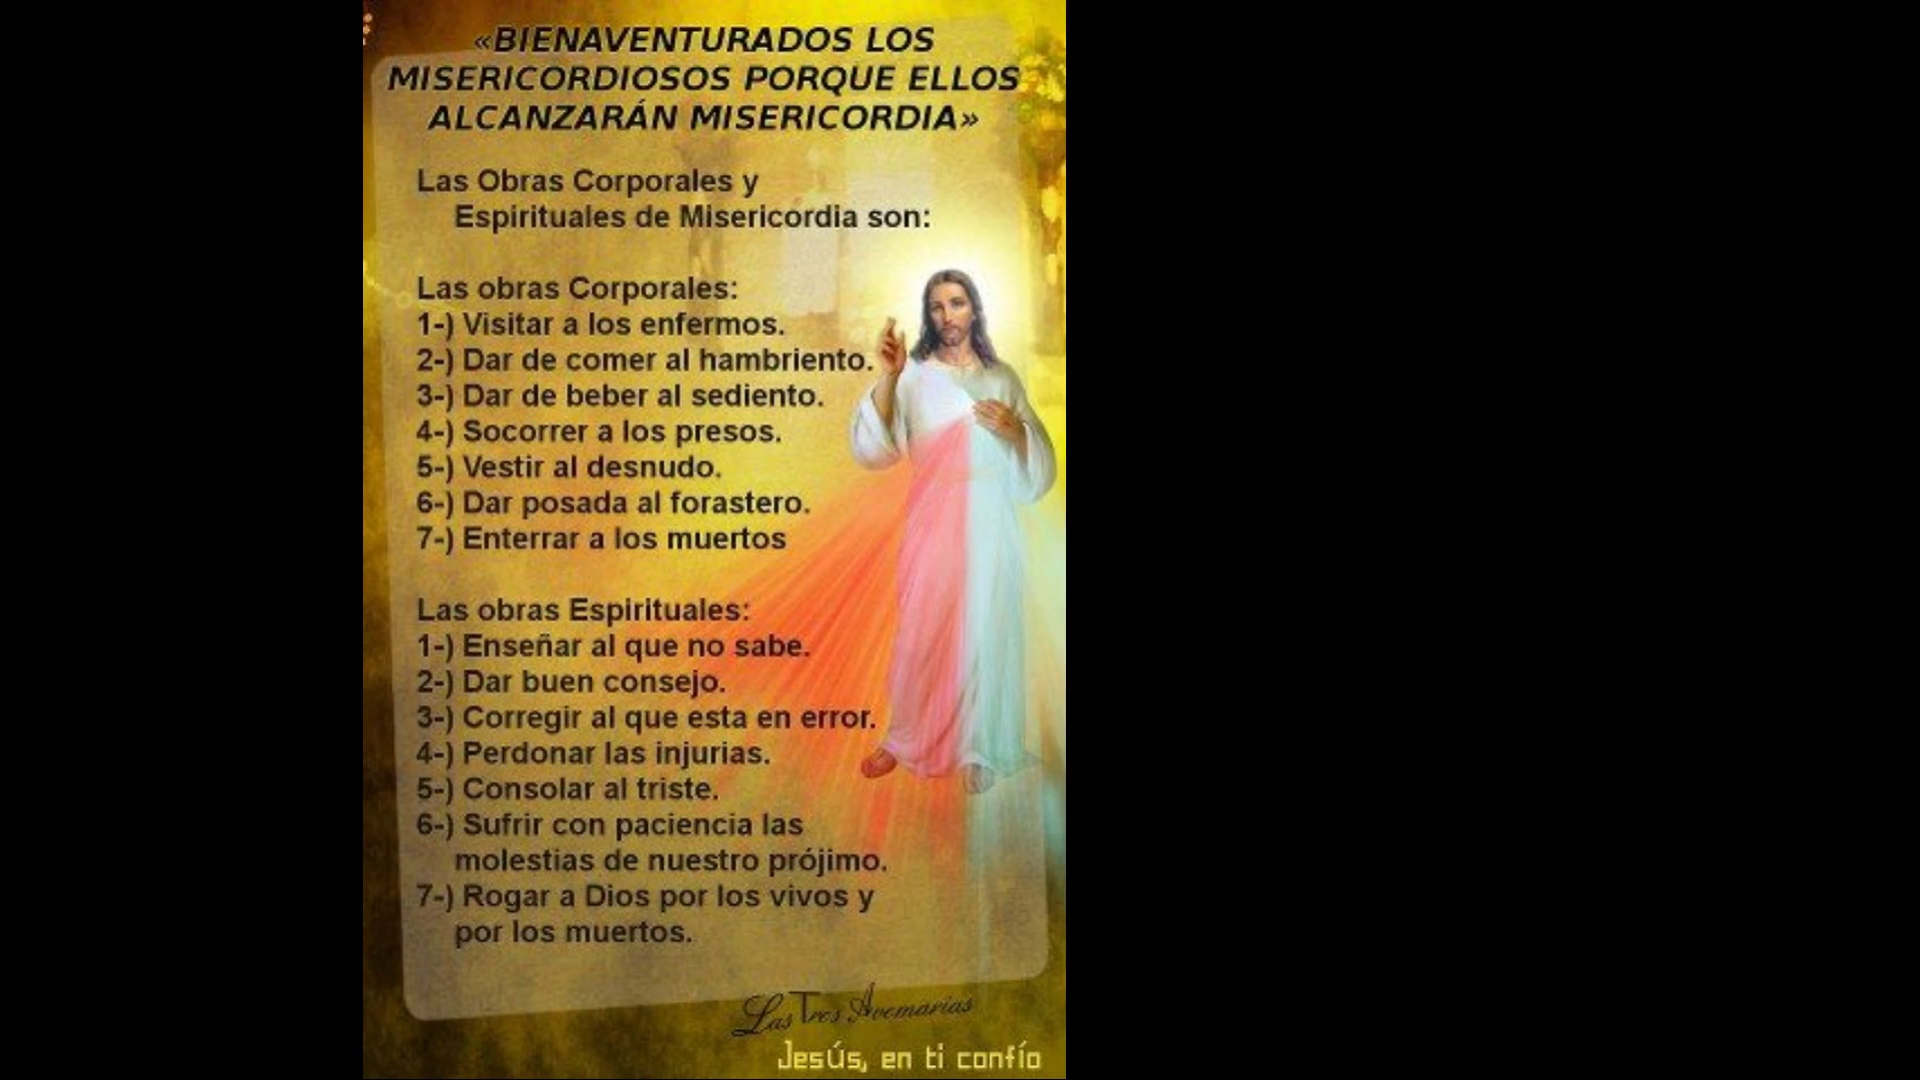 «BIENAVENTURADOS LOS
MISERICORDIOSOS PORQUE ELLOS
ALCANZARÁN MISERICORDIA»
Las Obras Corporales y
Espirituales de Misericordia son:
Las obras Corporales:
1-) Visitar a los enfermos.
2-) Dar de comer al hambriento.
3-) Dar de beber al sediento.
4-) Socorrer a los presos.
5-) Vestir al desnudo.
6-) Dar posada al forastero.
7-) Enterrar a los muertos
Las obras Espirituales:
1-) Enseñar al que no sabe.
2-) Dar buen consejo.
3-) Corregir al que esta en error.
4-) Perdonar las injurias.
5-) Consolar al triste.
6-) Sufrir con paciencia las
molestias de nuestro prójimo.
7-) Rogar a Dios por los vivos y
por los muertos.
Las Tres Avemarías
Jesús, en ti confío